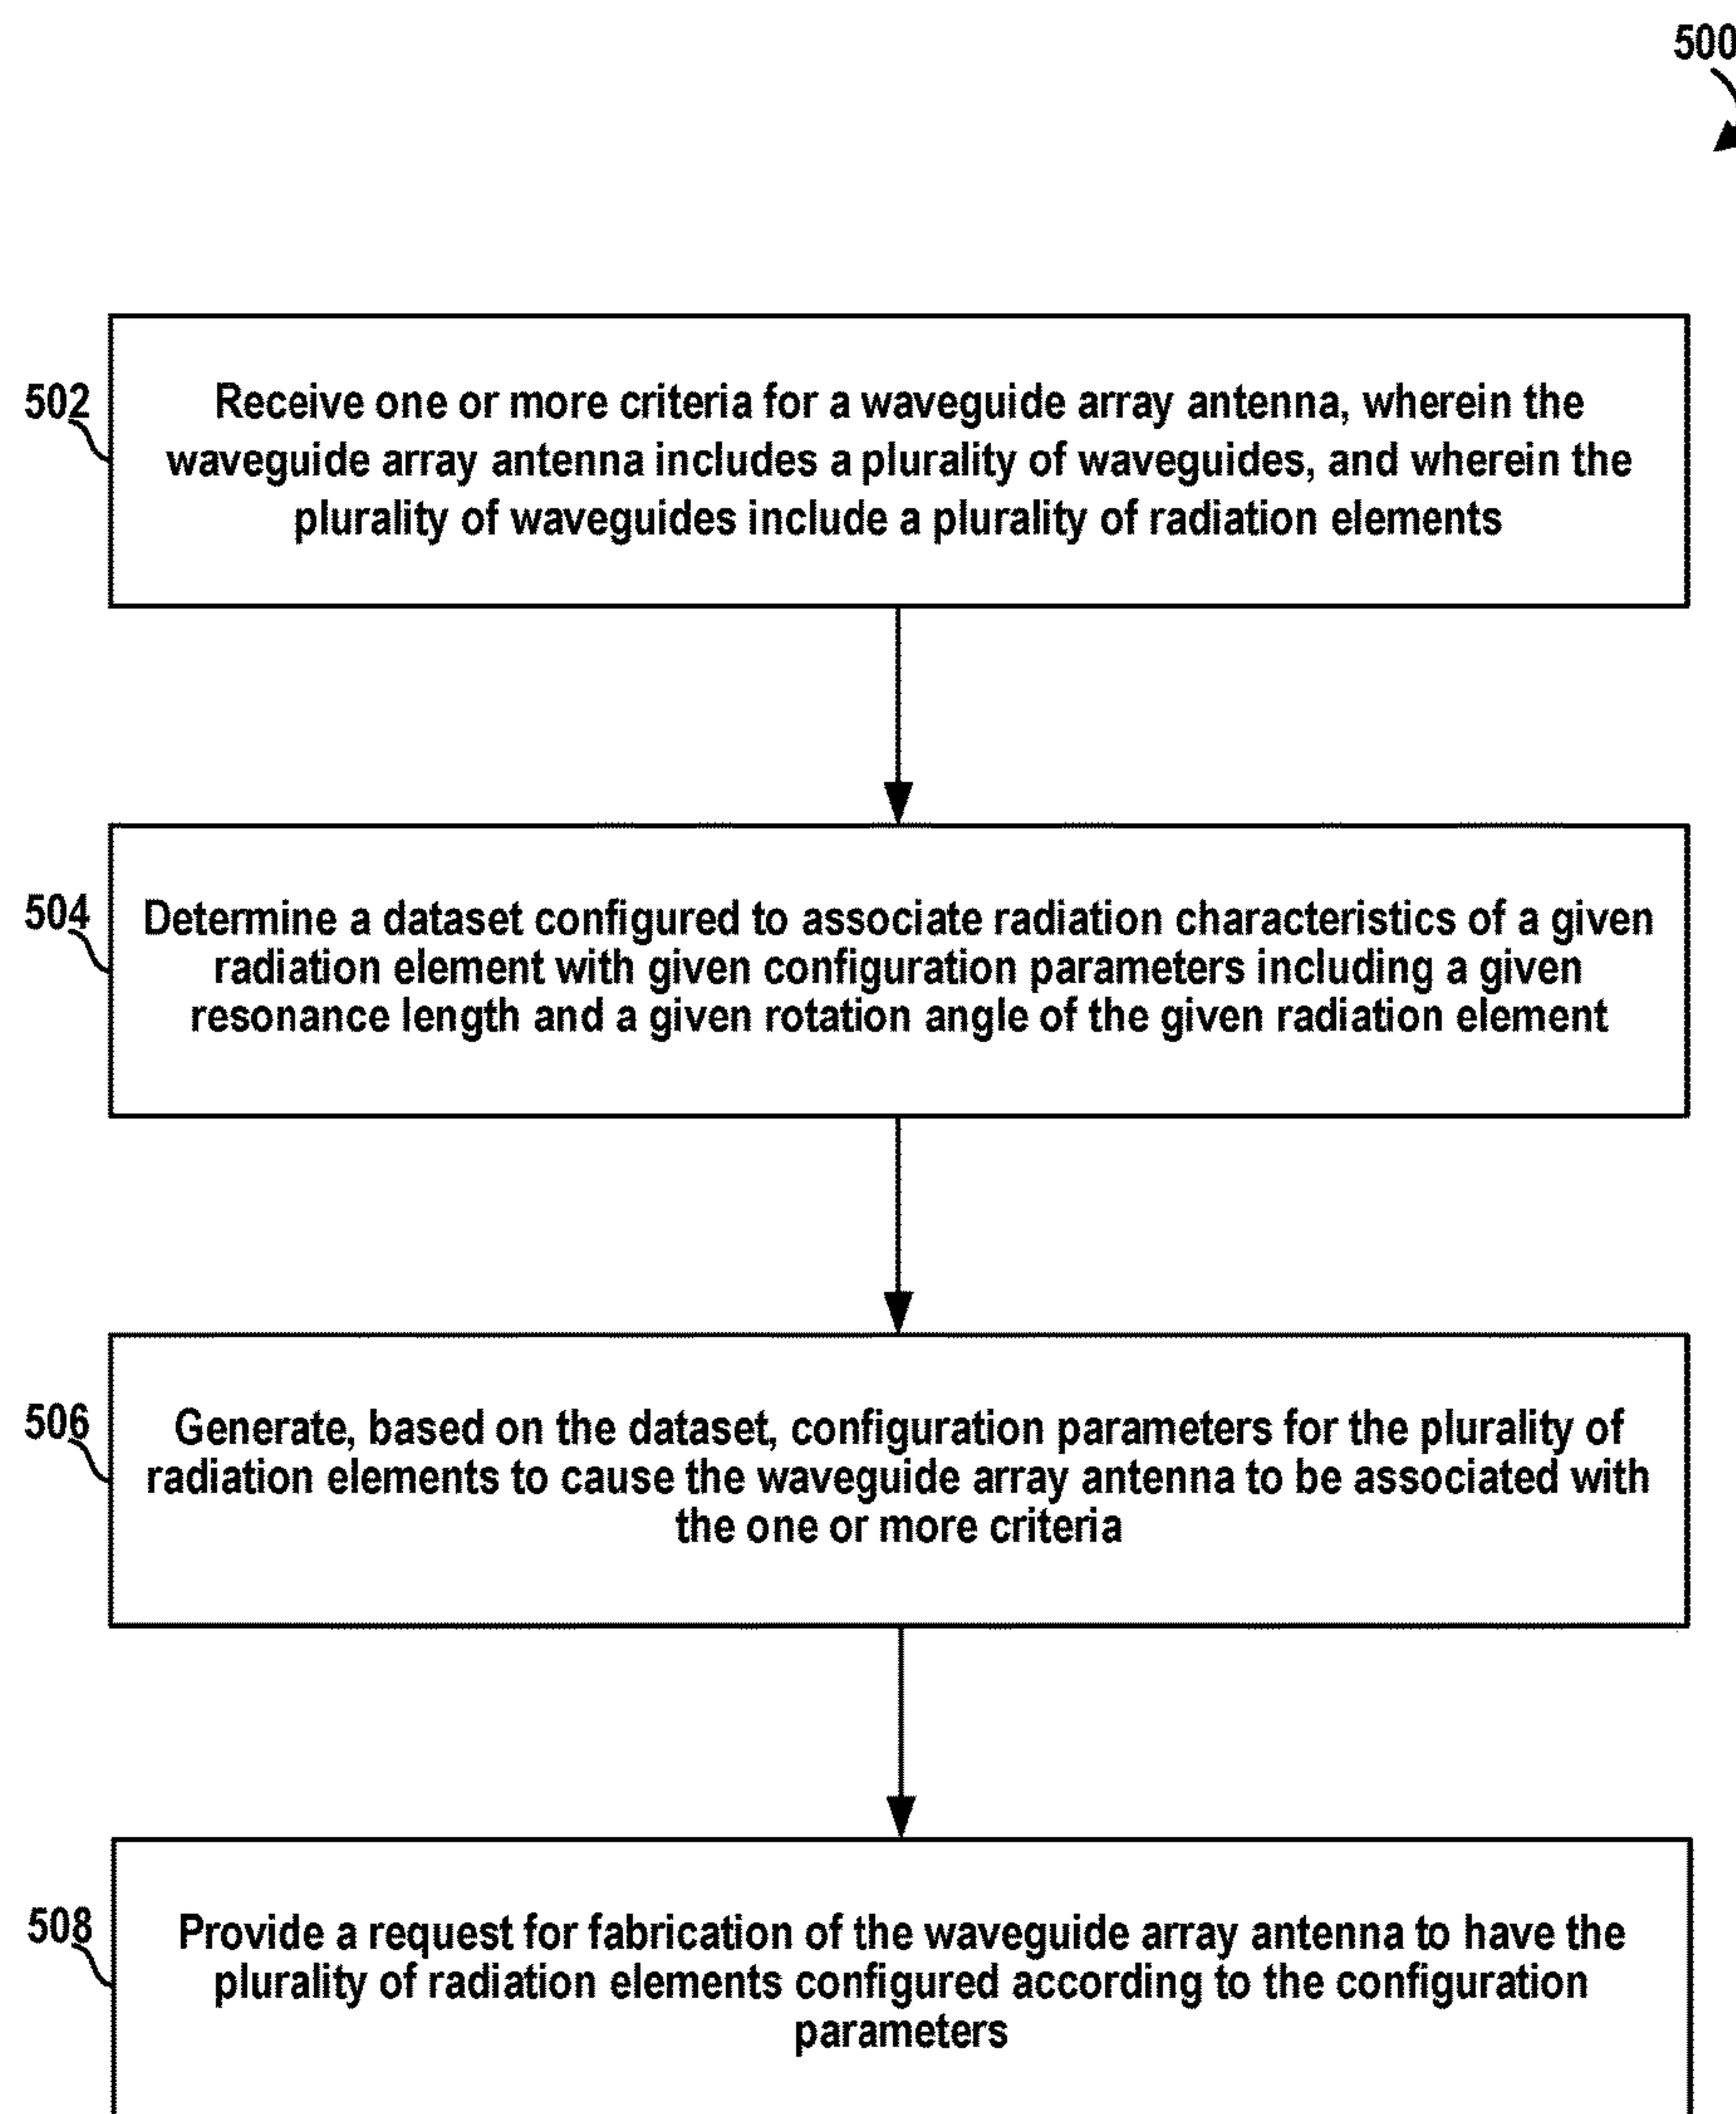 500
502
Receive one or more criteria for a waveguide array antenna, wherein the
waveguide array antenna includes a plurality of waveguides, and wherein the
plurality of waveguides include a plurality of radiation elements
504
Determine a dataset configured to associate radiation characteristics of a given
radiation element with given configuration parameters including a given
resonance length and a given rotation angle of the given radiation element
506
Generate, based on the dataset, configuration parameters for the plurality of
radiation elements to cause the waveguide array antenna to be associated with
the one or more criteria
508
Provide a request for fabrication of the waveguide array antenna to have the
plurality of radiation elements configured according to the configuration
parameters